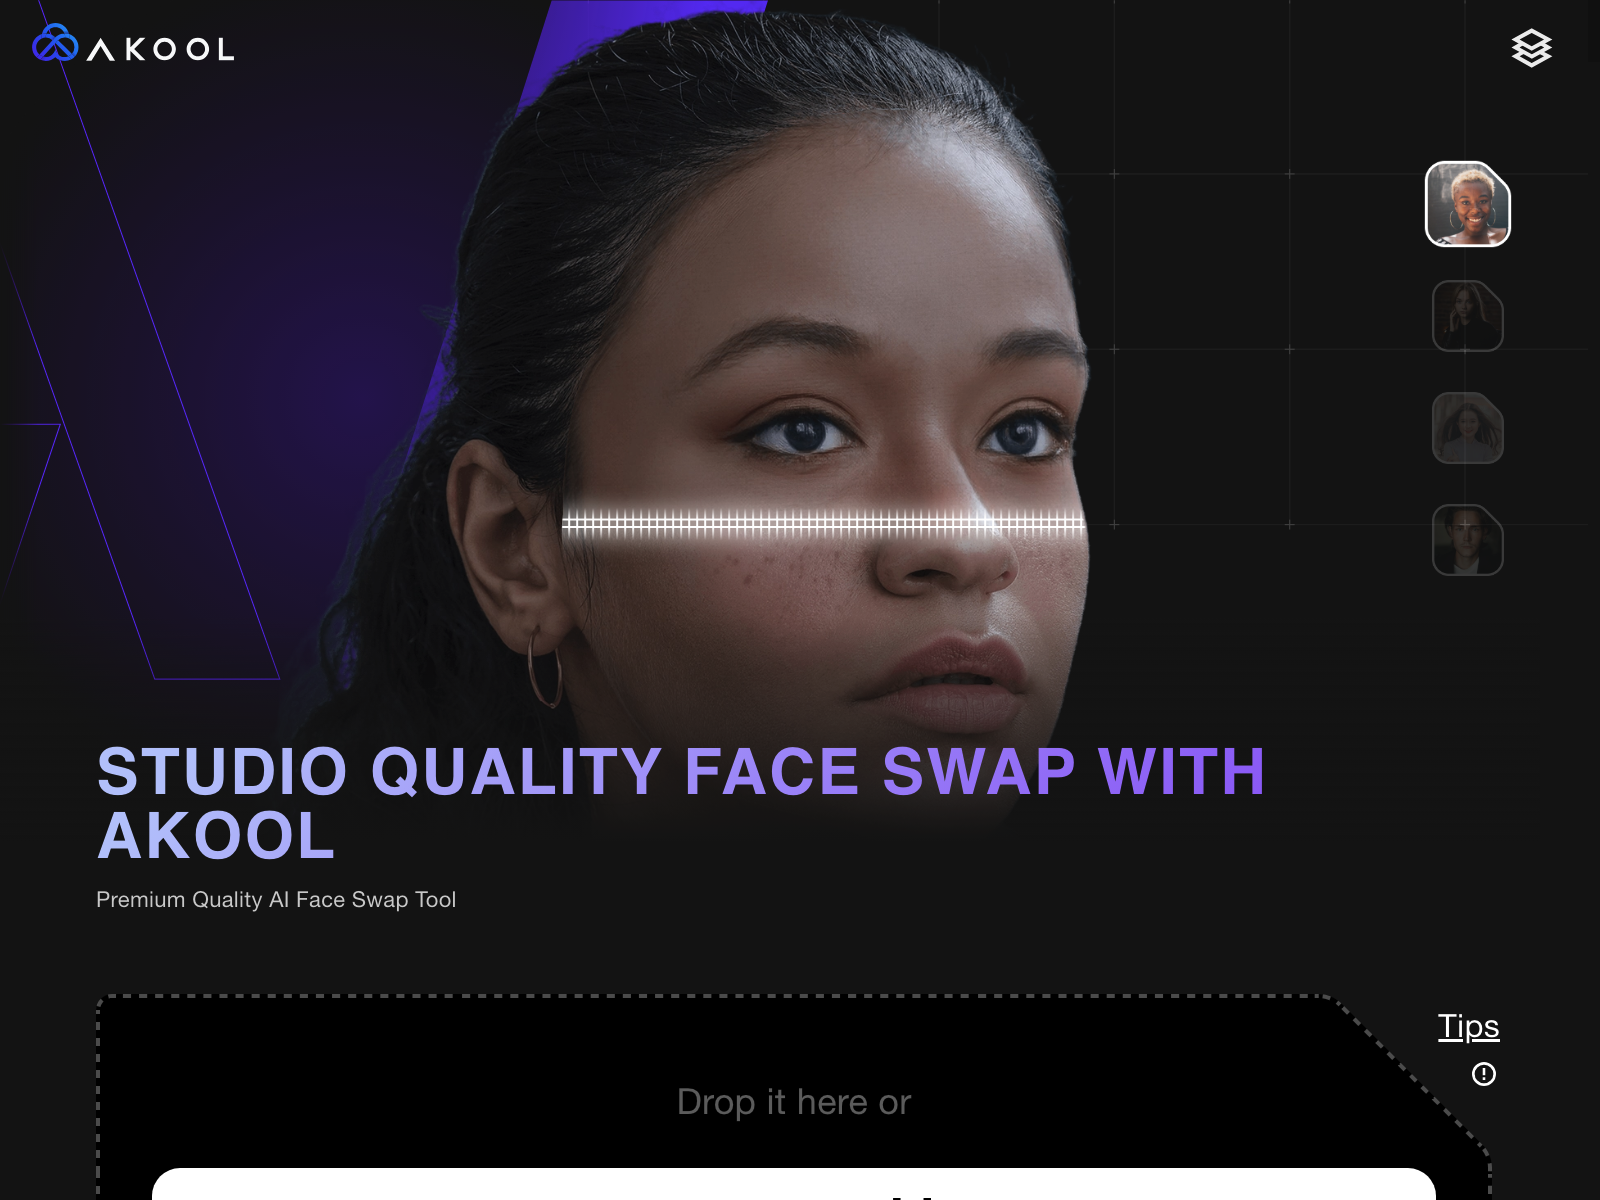 AKOOL
STUDIO QUALITY FACE SWAP WITH
AKOOL
Premium Quality AI Face Swap Tool
Tips
Drop it here or